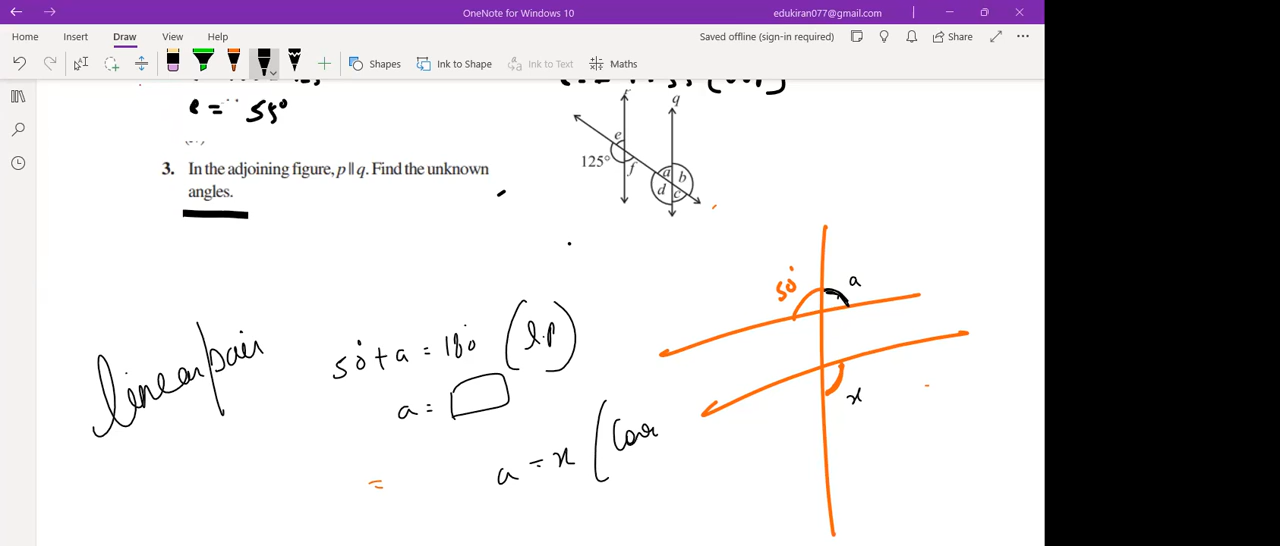 OneNote for Windows 10
edukiran077@gmail.com
Home Insert Draw View Help
Saved offline (sign-in required)
Share
Shapes
Ink to Shape
Ink to Text
Maths
e = 55°
3. In the adjoining figure, p || q. Find the unknown
angles.
q
e
125°
f
a b
d c
50°
a
x
linear pair
50° + a = 180° (l.p)
a =
a = x (
=